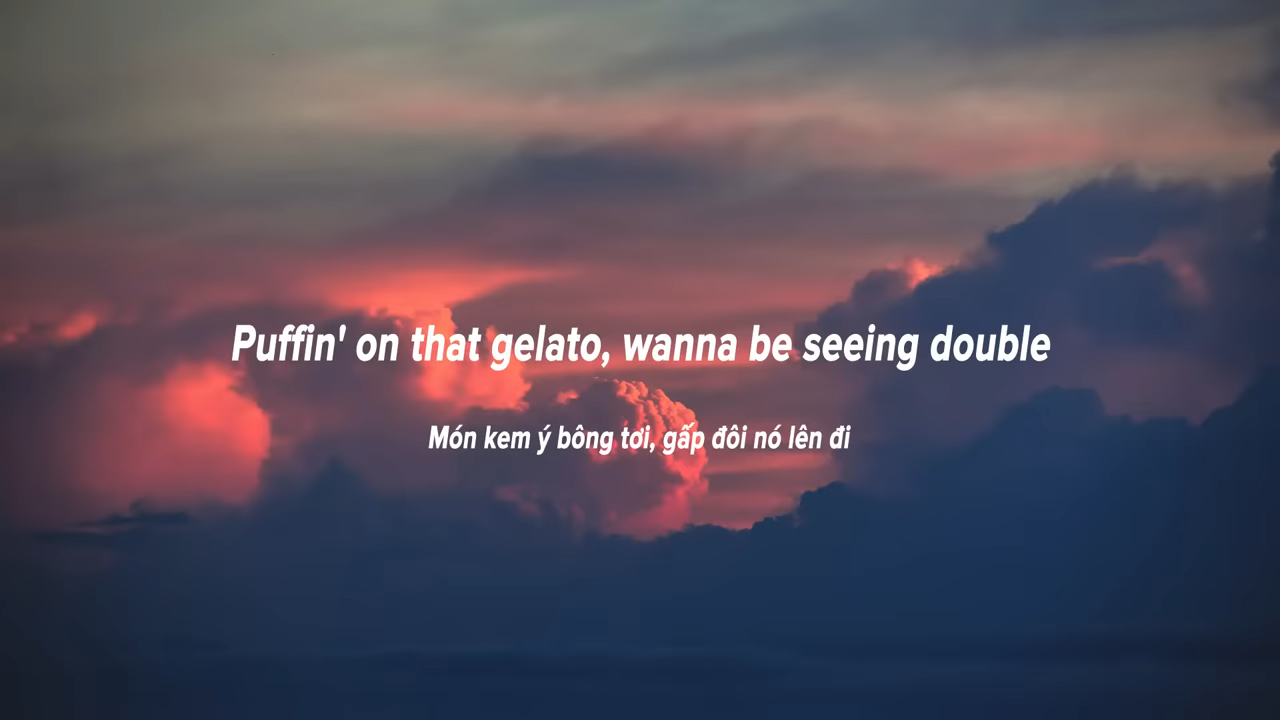 Puffin' on that gelato, wanna be seeing double
Món kem ý bông tơi, gấp đôi nó lên đi